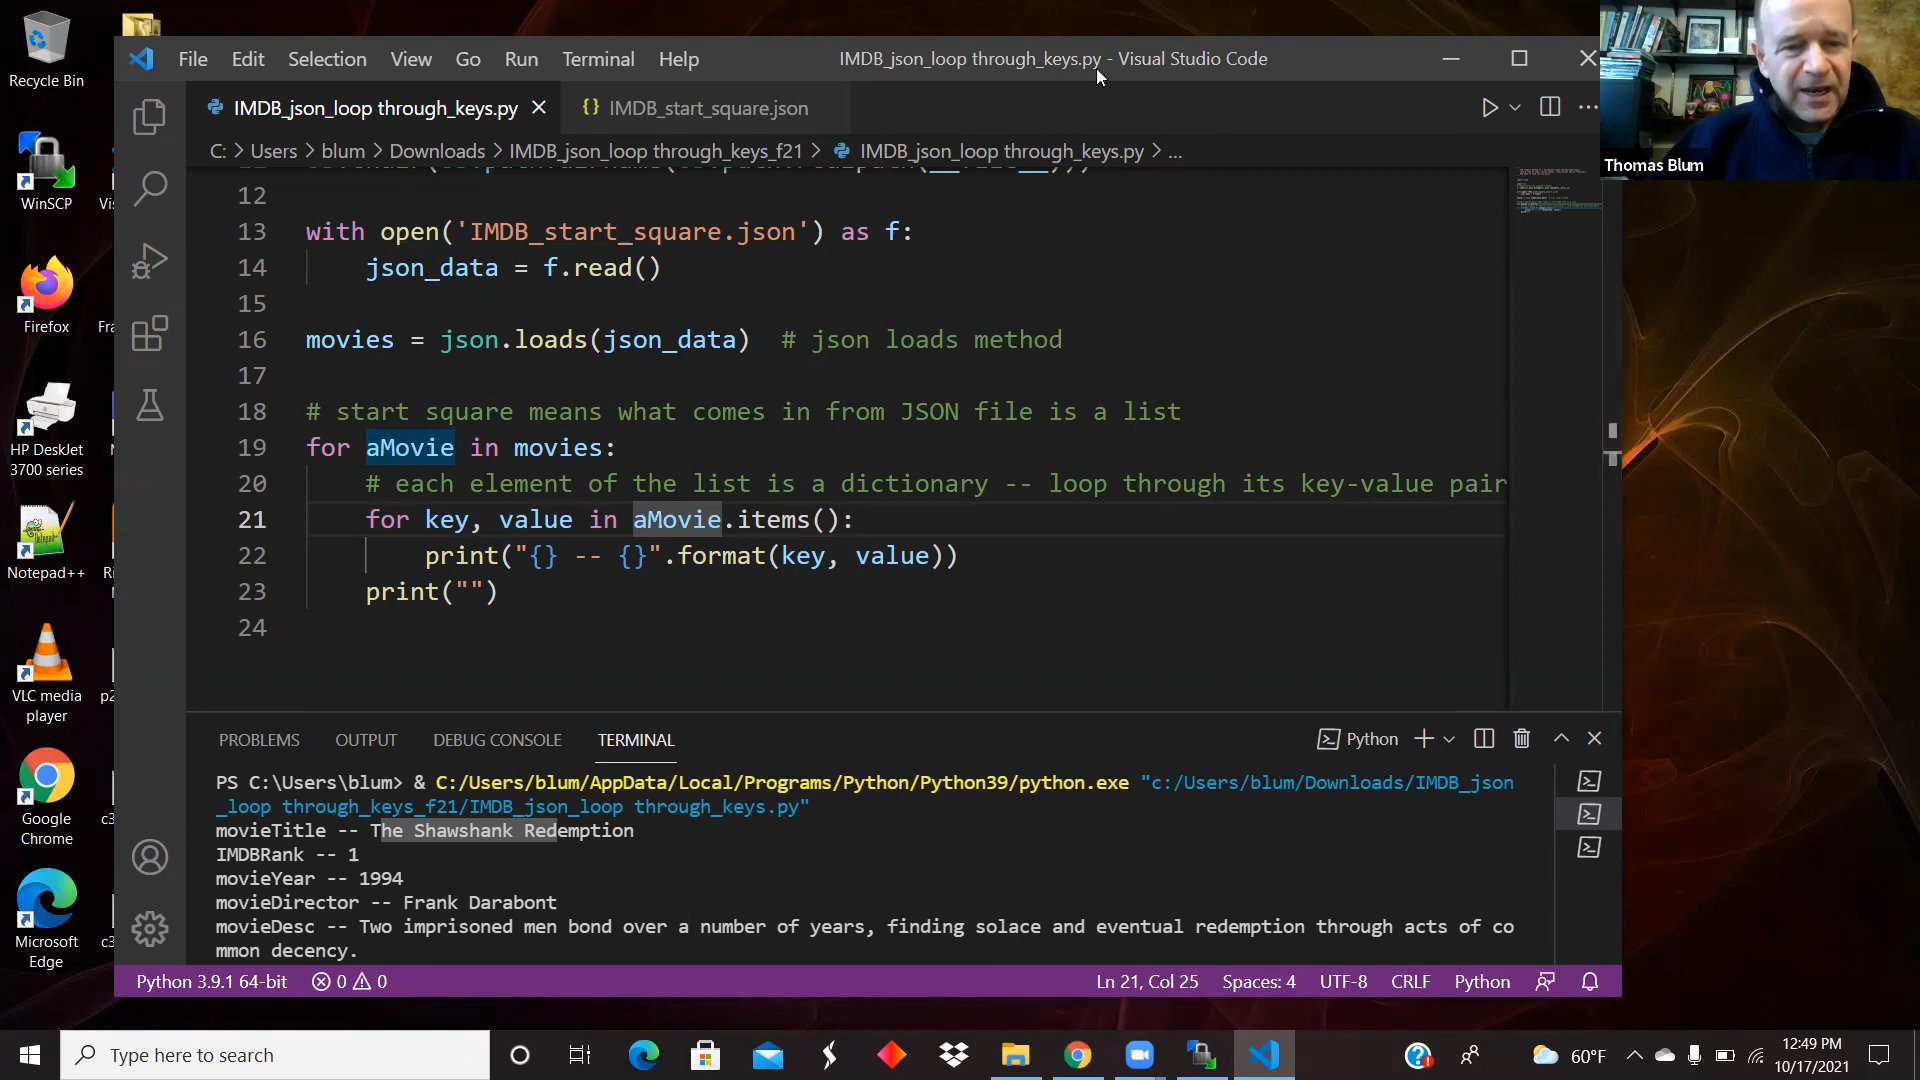 Recycle Bin
WinSCP
Firefox
HP DeskJet
3700 series
Notepad++
VLC media
player
Google
Chrome
Microsoft
Edge
Vis
Fra
N
Ri
p2
c3
c3
File Edit Selection View Go Run Terminal Help
IMDB_json_loop through_keys.py - Visual Studio Code
IMDB_json_loop through_keys.py
{} IMDB_start_square.json
C: > Users > blum > Downloads > IMDB_json_loop through_keys_f21 > IMDB_json_loop through_keys.py > ...
12
13 with open('IMDB_start_square.json') as f:
14 json_data = f.read()
15
16 movies = json.loads(json_data)  # json loads method
17
18 # start square means what comes in from JSON file is a list
19 for aMovie in movies:
20 # each element of the list is a dictionary -- loop through its key-value pair
21 for key, value in aMovie.items():
22 print("{} -- {}".format(key, value))
23 print("")
24
Thomas Blum
PROBLEMS OUTPUT DEBUG CONSOLE TERMINAL
Python
PS C:\Users\blum> & C:/Users/blum/AppData/Local/Programs/Python/Python39/python.exe "c:/Users/blum/Downloads/IMDB_json
_loop through_keys_f21/IMDB_json_loop through_keys.py"
movieTitle -- The Shawshank Redemption
IMDBRank -- 1
movieYear -- 1994
movieDirector -- Frank Darabont
movieDesc -- Two imprisoned men bond over a number of years, finding solace and eventual redemption through acts of co
mmon decency.
Python 3.9.1 64-bit 0 0 Ln 21, Col 25 Spaces: 4 UTF-8 CRLF Python
Type here to search
60°F
12:49 PM
10/17/2021